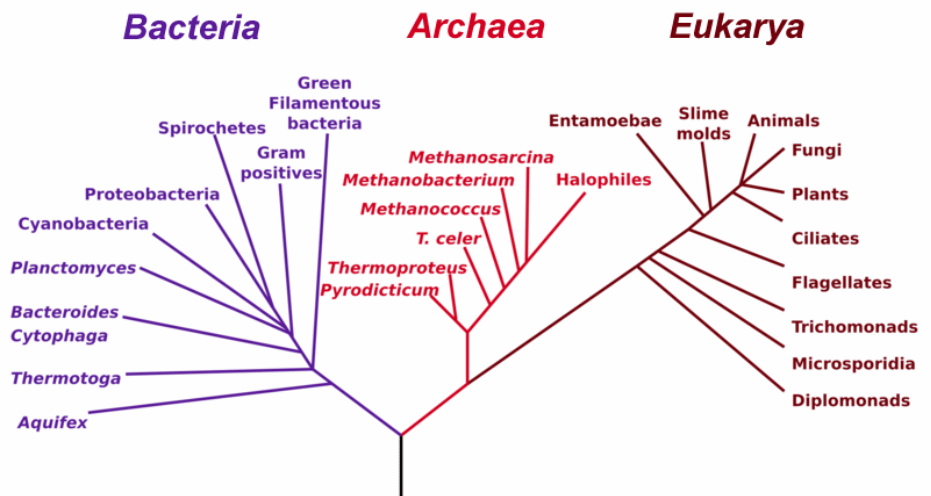 Bacteria
Archaea
Eukarya
Green
Filamentous
bacteria
Spirochetes
Gram
positives
Proteobacteria
Cyanobacteria
Planctomyces
Bacteroides
Cytophaga
Thermotoga
Aquifex
Methanosarcina
Methanobacterium
Halophiles
Methanococcus
T. celer
Thermoproteus
Pyrodicticum
Entamoebae
Slime
molds
Animals
Fungi
Plants
Ciliates
Flagellates
Trichomonads
Microsporidia
Diplomonads